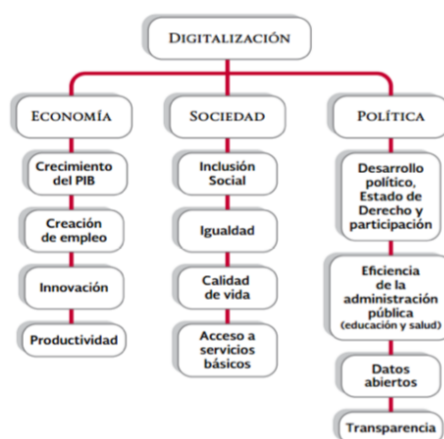 DIGITALIZACIÓN
ECONOMÍA
Crecimiento
del PIB
Creación
de empleo
Innovación
Productividad
SOCIEDAD
Inclusión
Social
Igualdad
Calidad
de vida
Acceso a
servicios
básicos
POLÍTICA
Desarrollo
político,
Estado de
Derecho y
participación
Eficiencia
de la
administración
pública
(educación y salud)
Datos
abiertos
Transparencia